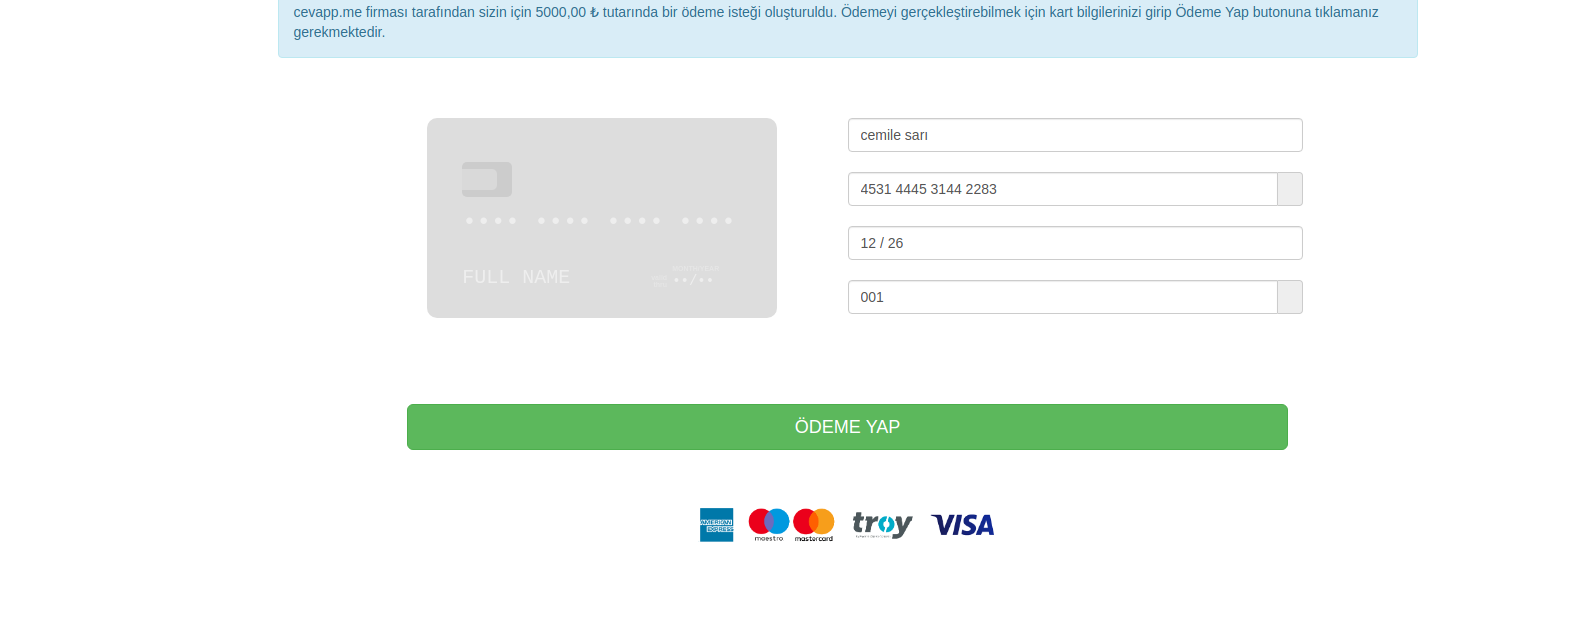 cevapp.me firması tarafından sizin için 5000,00 ₺ tutarında bir ödeme isteği oluşturuldu. Ödemeyi gerçekleştirebilmek için kart bilgilerinizi girip Ödeme Yap butonuna tıklamanız
gerekmektedir.
cemile sarı
4531 4445 3144 2283
12 / 26
001
•••• •••• •••• ••••
FULL NAME
••/••
ÖDEME YAP
AMERICAN
EXPRESS
maestro
mastercard
troy
VISA